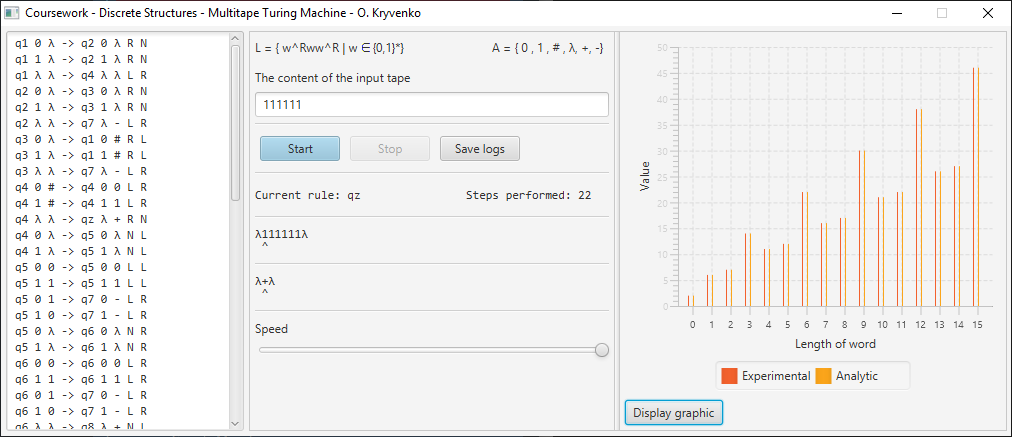 Coursework - Discrete Structures - Multitape Turing Machine - O. Kryvenko
q1 0 λ -> q2 0 λ R N
q1 1 λ -> q2 1 λ R N
q1 λ λ -> q4 λ λ L R
q2 0 λ -> q3 0 λ R N
q2 1 λ -> q3 1 λ R N
q2 λ λ -> q7 λ - L R
q3 0 λ -> q1 0 # R L
q3 1 λ -> q1 1 # R L
q3 λ λ -> q7 λ - L R
q4 0 # -> q4 0 0 L R
q4 1 # -> q4 1 1 L R
q4 λ λ -> qz λ + R N
q4 0 λ -> q5 0 λ N L
q4 1 λ -> q5 1 λ N L
q5 0 0 -> q5 0 0 L L
q5 1 1 -> q5 1 1 L L
q5 0 1 -> q7 0 - L R
q5 1 0 -> q7 1 - L R
q5 0 λ -> q6 0 λ N R
q5 1 λ -> q6 1 λ N R
q6 0 0 -> q6 0 0 L R
q6 1 1 -> q6 1 1 L R
q6 0 1 -> q7 0 - L R
q6 1 0 -> q7 1 - L R
q6 λ λ -> q8 λ + N L
L = { w^Rww^R | w ∈{0,1}*}
A = { 0 , 1 , # , λ, +, -}
The content of the input tape
111111
Start
Stop
Save logs
Current rule: qz
Steps performed: 22
λ111111λ
^
λ+λ
^
Speed
50
45
40
35
30
25
20
15
10
5
0
Value
0 1 2 3 4 5 6 7 8 9 10 11 12 13 14 15
Length of word
Experimental
Analytic
Display graphic